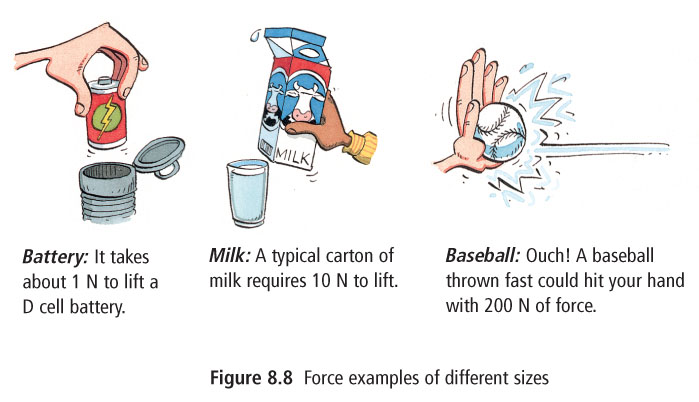 MILK
Battery: It takes
about 1 N to lift a
D cell battery.
Milk: A typical carton of
milk requires 10 N to lift.
Baseball: Ouch! A baseball
thrown fast could hit your hand
with 200 N of force.
Figure 8.8 Force examples of different sizes